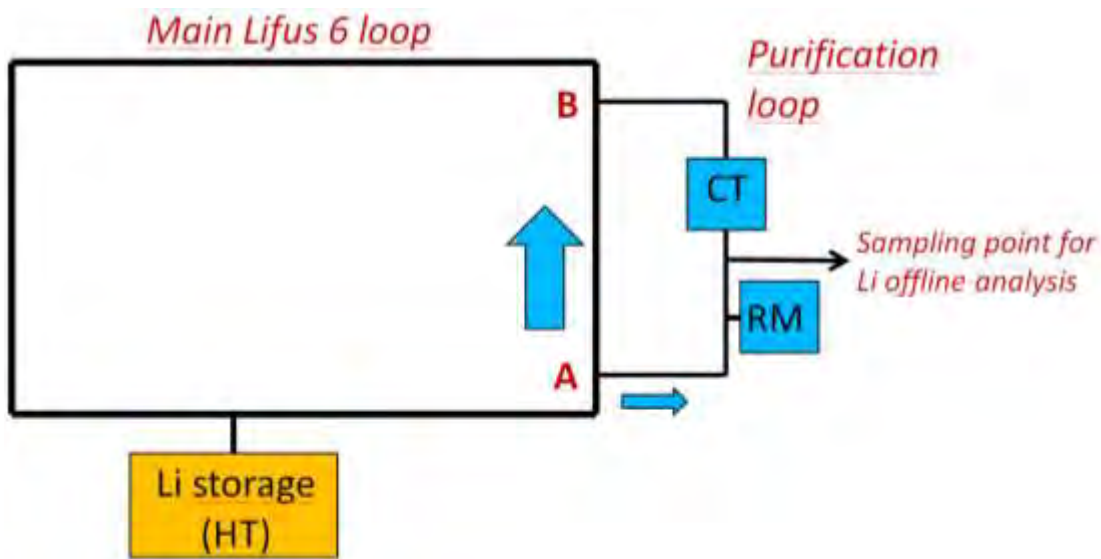 Main Lifus 6 loop
Purification
loop
B
CT
Sampling point for
Li offline analysis
RM
A
Li storage
(HT)